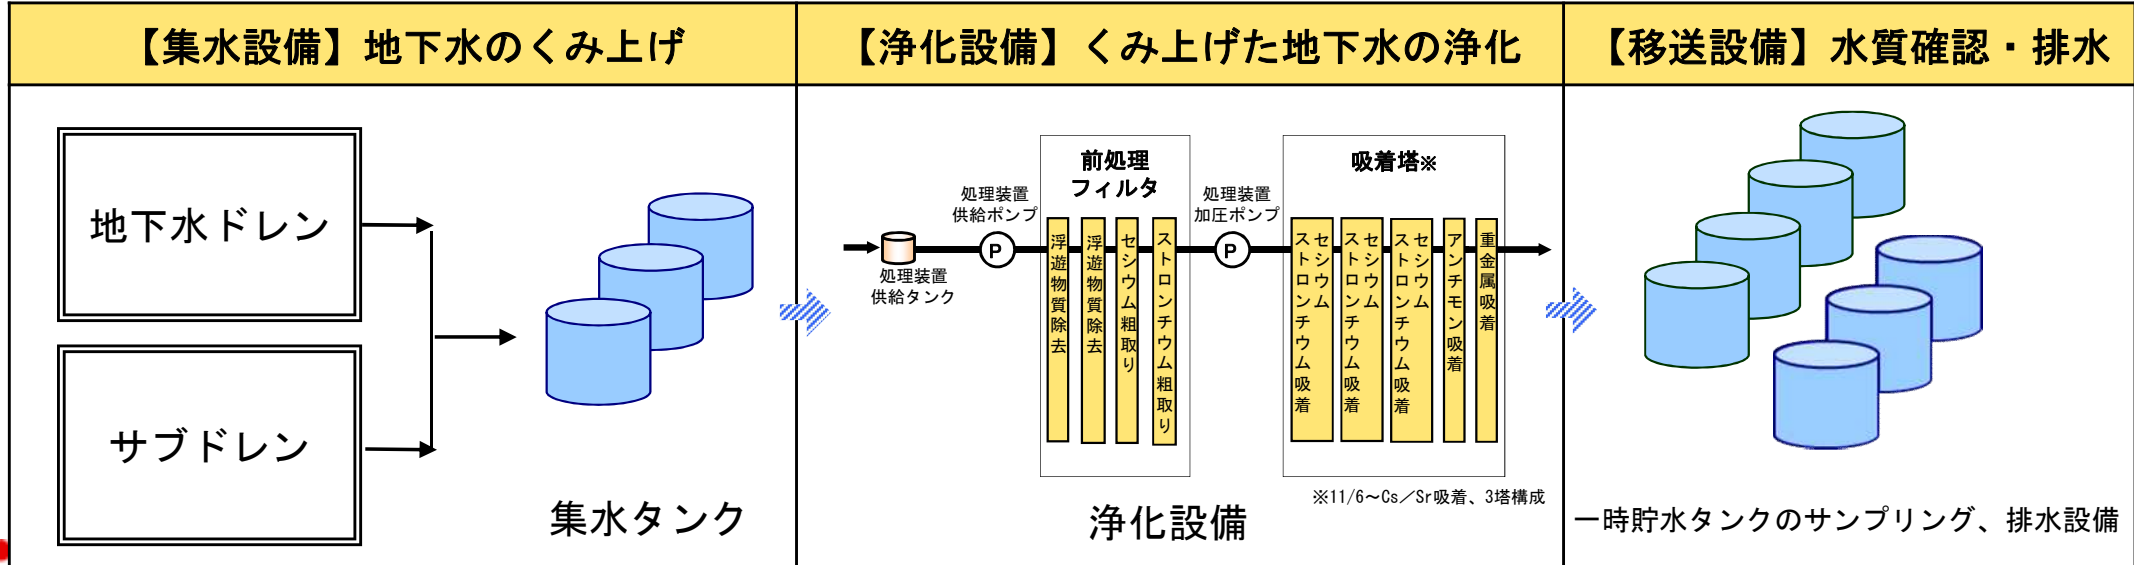 【集水設備】地下水のくみ上げ
【浄化設備】くみ上げた地下水の浄化
【移送設備】水質確認・排水
地下水ドレン
サブドレン
集水タンク
処理装置
供給タンク
処理装置
供給ポンプ
前処理
フィルタ
浮遊物質除去
浮遊物質除去
セシウム粗取り
ストロンチウム粗取り
処理装置
加圧ポンプ
P
P
吸着塔※
セシウム
ストロンチウム吸着
セシウム
ストロンチウム吸着
セシウム
ストロンチウム吸着
アンチモン吸着
重金属吸着
※11/6～Cs／Sr吸着、3塔構成
浄化設備
一時貯水タンクのサンプリング、排水設備